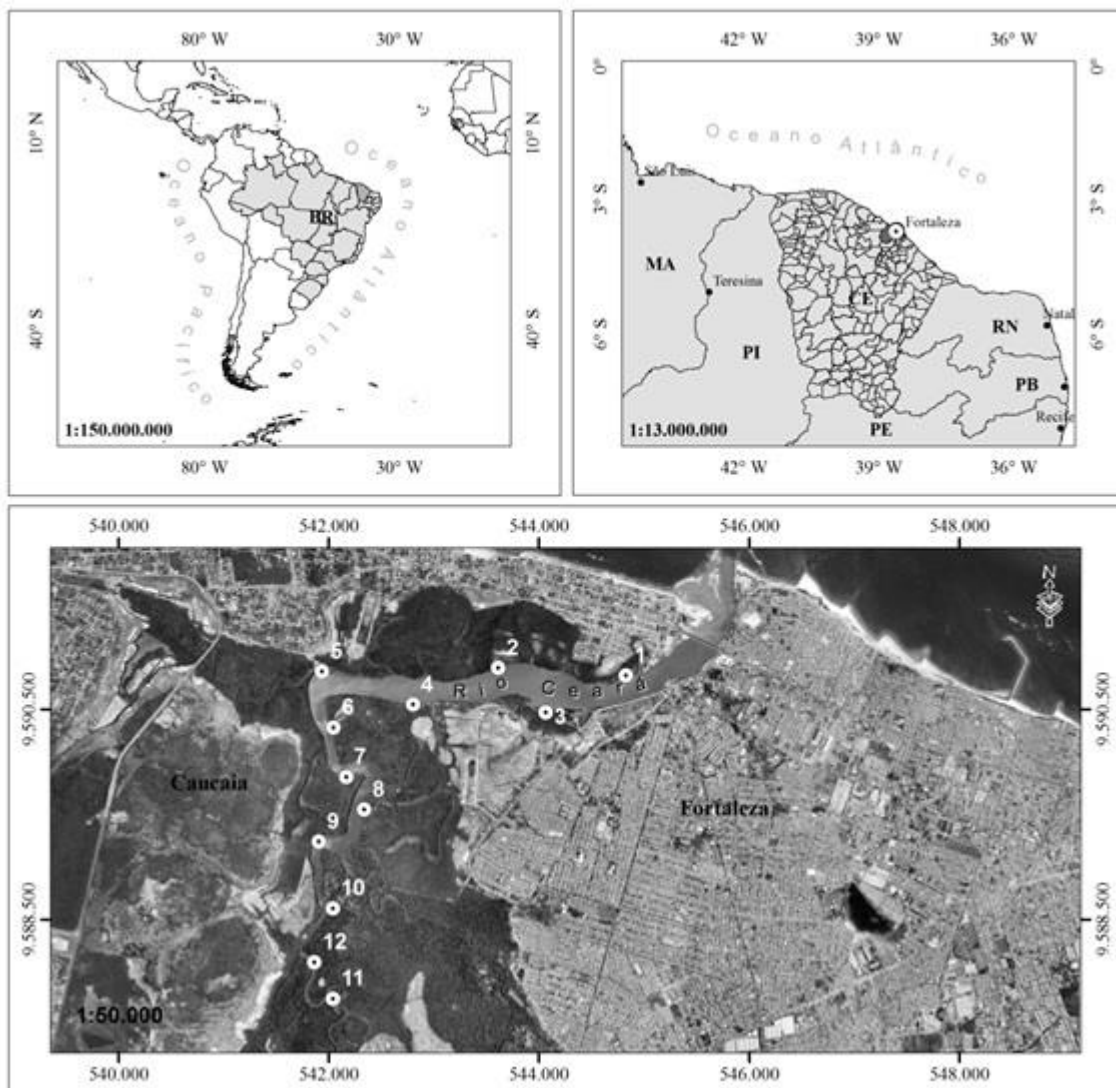 80° W 30° W
10° N 10° N
Oceano Atlântico
BR
Oceano Atlântico
Oceano pacífico
40° S 40° S
1:150.000.000
80° W 30° W
42° W 39° W 36° W
0° 0°
Oceano Atlântico
São Luis
3° S 3° S
Fortaleza
MA
Teresina
CE
RN
Natal
6° S 6° S
PI
PB
Recife
PE
1:13.000.000
42° W 39° W 36° W
540.000 542.000 544.000 546.000 548.000
N
5 2 1
4 Rio Ceará
3
9.590.500 9.590.500
6
7
Caucaia 8 Fortaleza
9
10
9.588.500 9.588.500
12
11
1:50.000
540.000 542.000 544.000 546.000 548.000